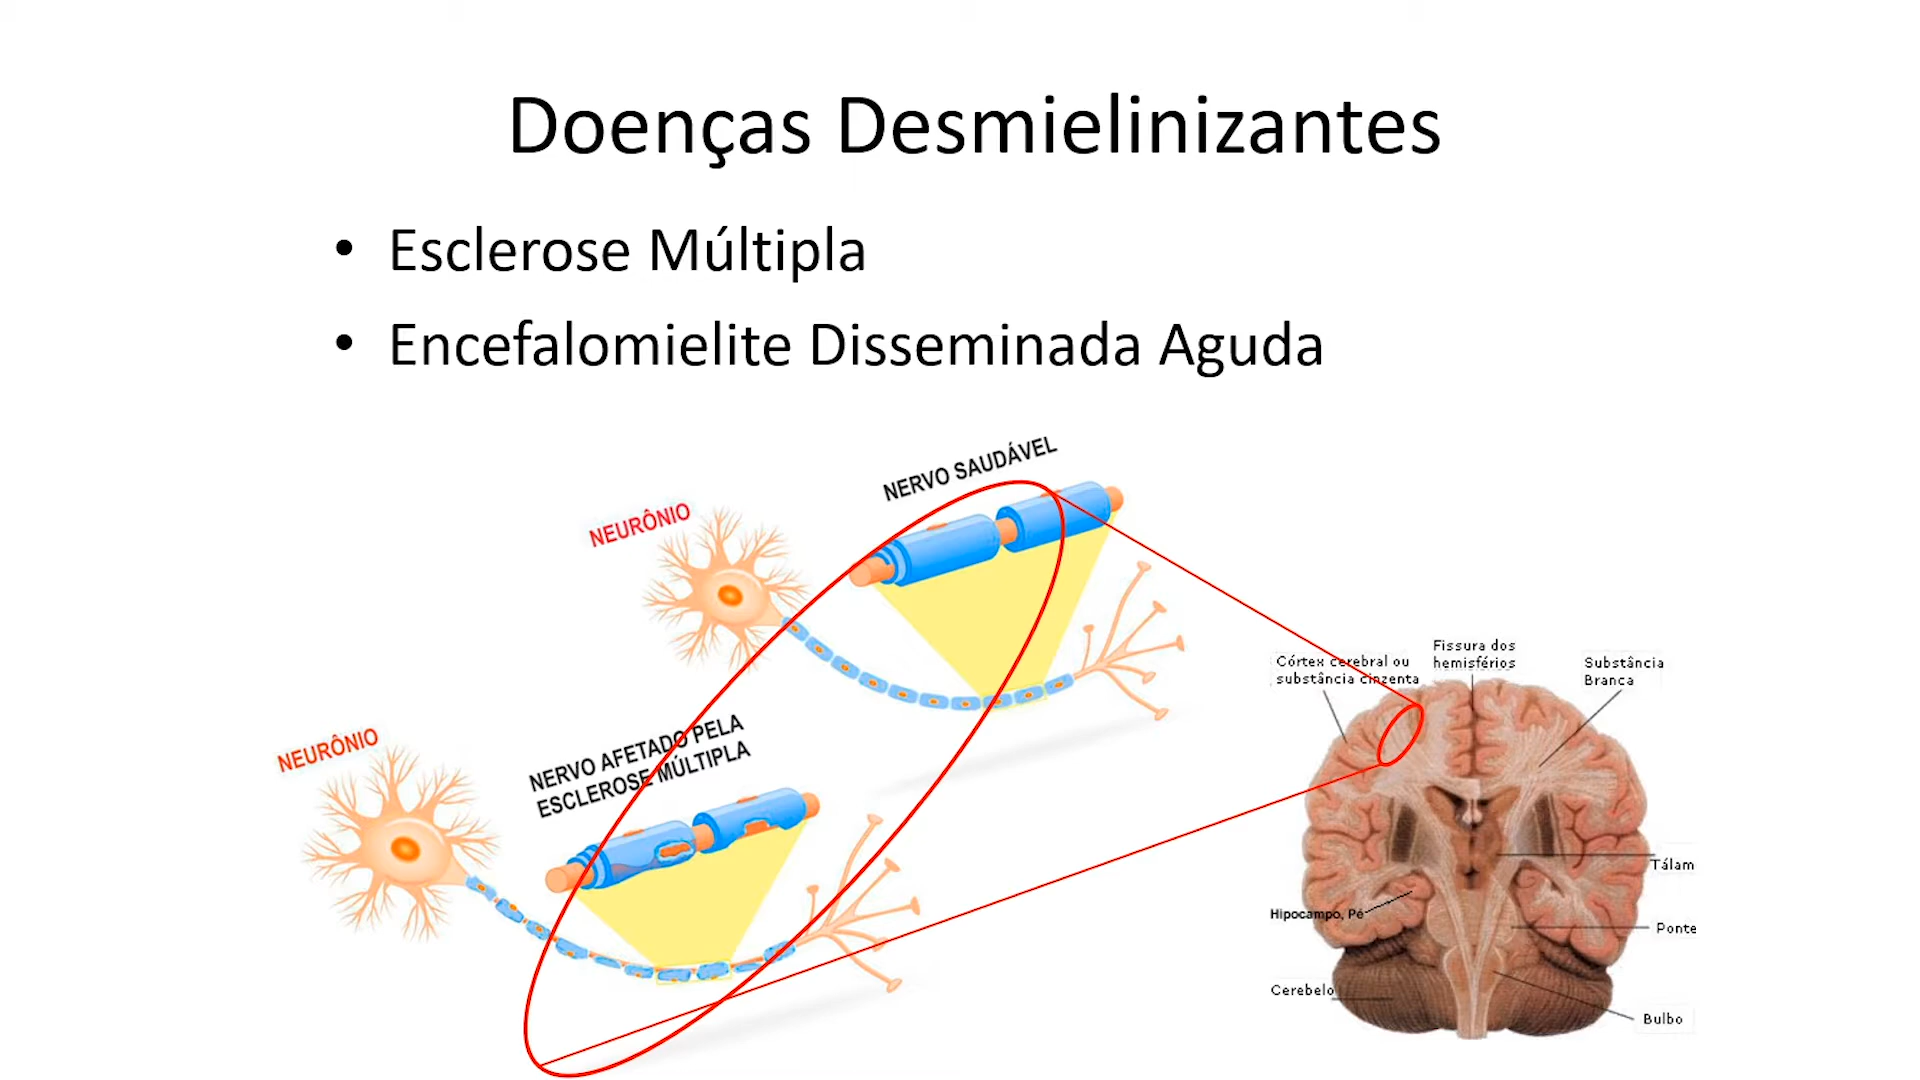 Doenças Desmielinizantes
• Esclerose Múltipla
• Encefalomielite Disseminada Aguda
NERVO SAUDÁVEL
NEURÔNIO
NERVO AFETADO PELA
ESCLEROSE MÚLTIPLA
NEURÔNIO
Córtex cerebral ou
substância cinzenta
Fissura dos
hemisférios
Substância
Branca
Tálam
Hipocampo, Pé
Ponte
Cerebelo
Bulbo